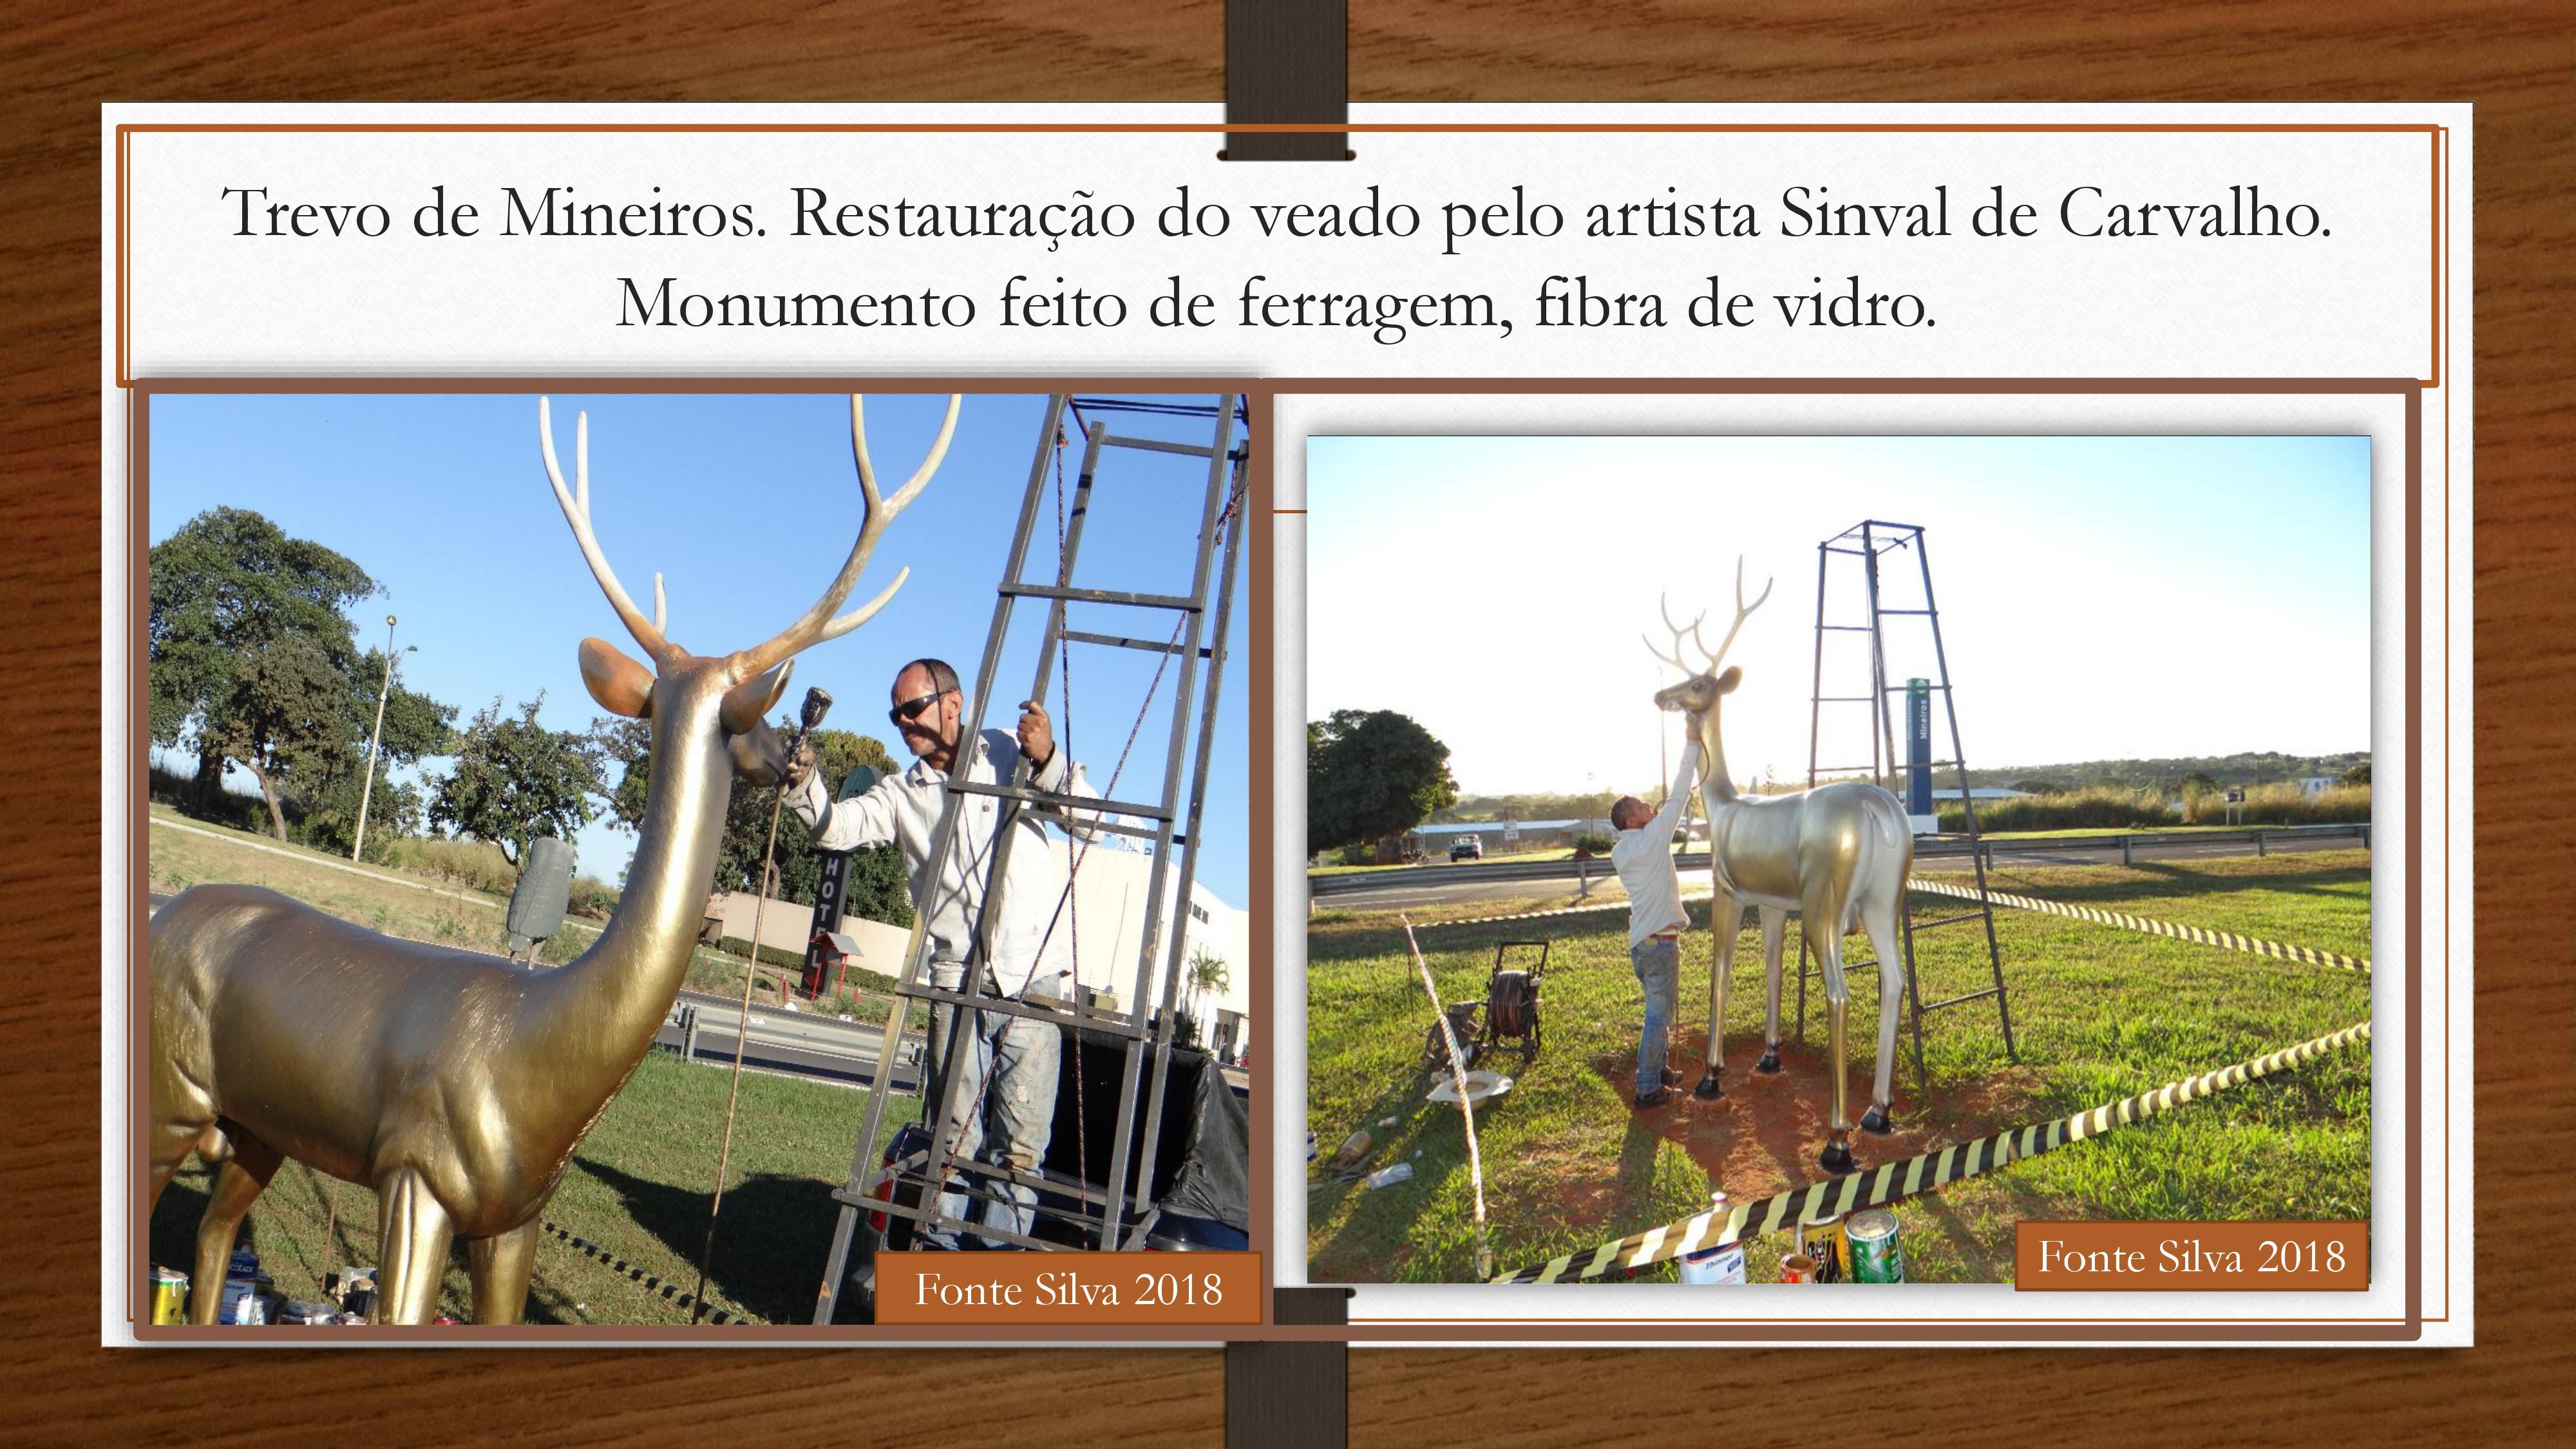 Trevo de Mineiros. Restauração do veado pelo artista Sinval de Carvalho.
Monumento feito de ferragem, fibra de vidro.
HOTEL
Mineiros
Thinner
Fonte Silva 2018
Fonte Silva 2018